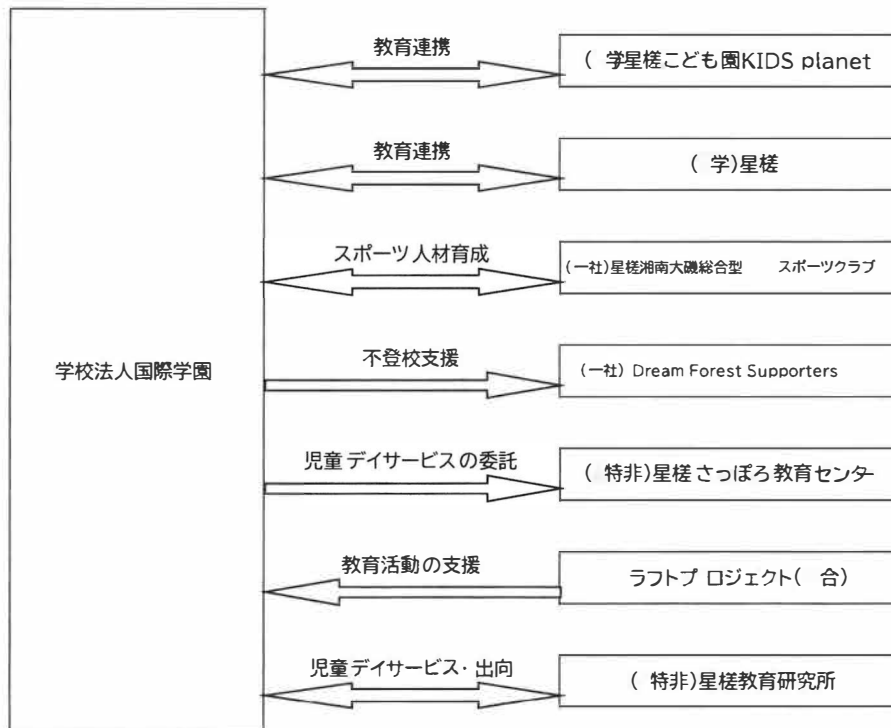 教育連携
( 学星槎こども園KIDS planet
教育連携
( 学)星槎
スポーツ人材育成
(一社)星槎湘南大磯総合型 スポーツクラブ
学校法人国際学園
不登校支援
(一社) Dream Forest Supporters
児童デイサービスの委託
( 特非)星槎さっぽろ教育センター
教育活動の支援
ラフトプ ロジェクト( 合)
児童デイサービス・出向
( 特非)星槎教育研究所